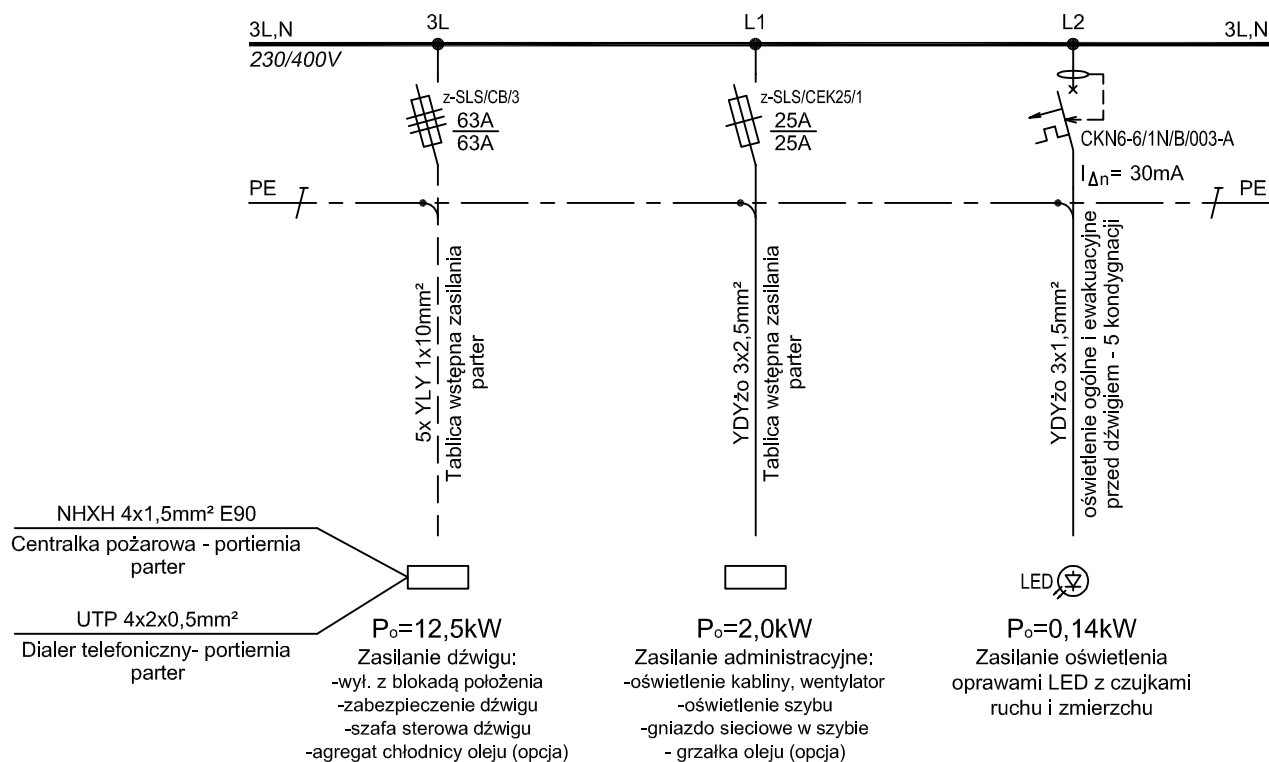 3L,N
3L
L1
L2
3L,N
230/400V
z-SLS/CB/3
63A
63A
z-SLS/CEK25/1
25A
25A
CKN6-6/1N/B/003-A
IΔn= 30mA
PE
PE
5x YLY 1x10mm²
Tablica wstępna zasilania
parter
YDYżo 3x2,5mm²
Tablica wstępna zasilania
parter
YDYżo 3x1,5mm²
oświetlenie ogólne i ewakuacyjne
przed dźwigiem - 5 kondygnacji
NHXH 4x1,5mm² E90
Centralka pożarowa - portiernia
parter
UTP 4x2x0,5mm²
Dialer telefoniczny- portiernia
parter
LED
Po=12,5kW
Zasilanie dźwigu:
-wył. z blokadą położenia
-zabezpieczenie dźwigu
-szafa sterowa dźwigu
-agregat chłodnicy oleju (opcja)
Po=2,0kW
Zasilanie administracyjne:
-oświetlenie kabliny, wentylator
-oświetlenie szybu
-gniazdo sieciowe w szybie
- grzałka oleju (opcja)
Po=0,14kW
Zasilanie oświetlenia
oprawami LED z czujkami
ruchu i zmierzchu